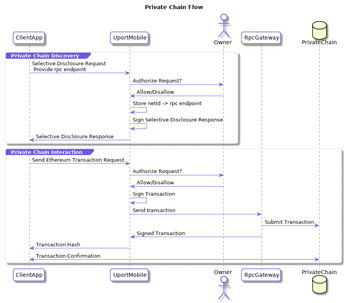 Private Chain Flow
Owner
ClientApp
UportMobile
RpcGateway
PrivateChain
Private Chain Discovery
Selective Disclosure Request
Provide rpc endpoint
Authorize Request?
Allow/Disallow
Store netId -> rpc endpoint
Sign Selective Disclosure Response
Selective Disclosure Response
Private Chain Interaction
Send Ethereum Transaction Request
Authorize Request?
Allow/Disallow
Sign Transaction
Send transaction
Submit Transaction
Signed Transaction
Transaction Hash
Transaction Confirmation
ClientApp
UportMobile
Owner
RpcGateway
PrivateChain